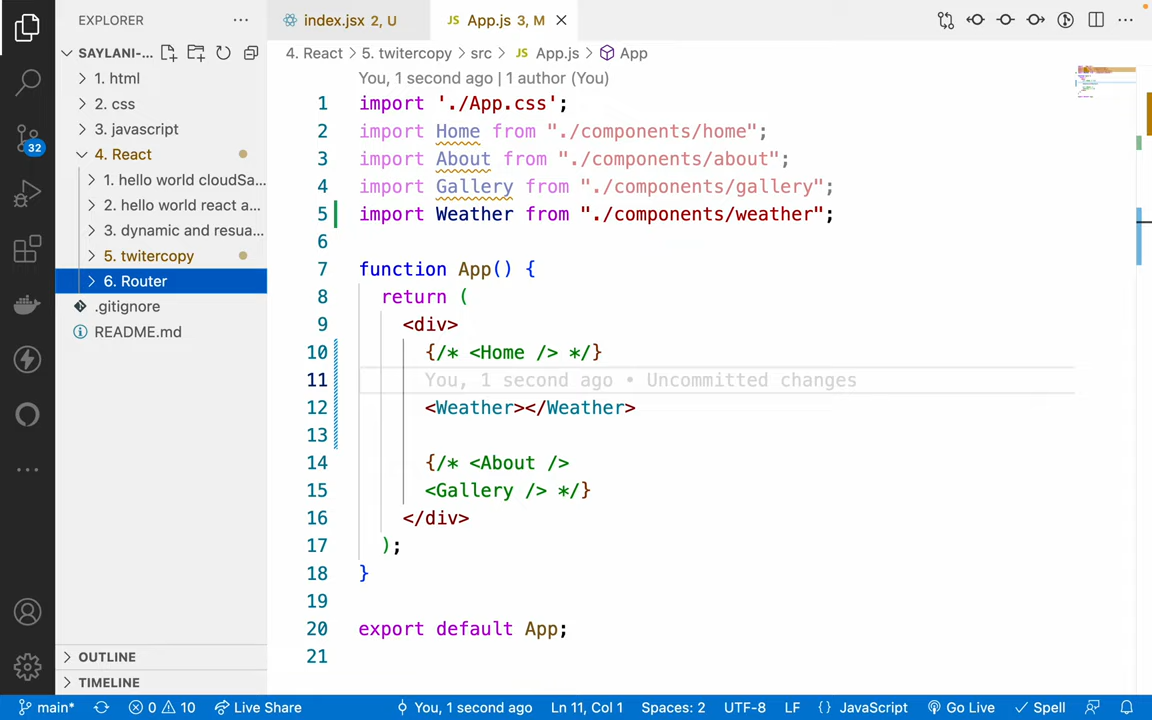 EXPLORER
SAYLANI-...
1. html
2. css
3. javascript
4. React
1. hello world cloudSa...
2. hello world react a...
3. dynamic and resua...
5. twitercopy
6. Router
.gitignore
README.md
OUTLINE
TIMELINE
32
index.jsx 2, U
JS App.js 3, M
4. React > 5. twitercopy > src > JS App.js > App
You, 1 second ago | 1 author (You)
1 import './App.css';
2 import Home from "./components/home";
3 import About from "./components/about";
4 import Gallery from "./components/gallery";
5 import Weather from "./components/weather";
6
7 function App() {
8 return (
9 <div>
10 {/* <Home /> */}
11 You, 1 second ago • Uncommitted changes
12 <Weather></Weather>
13
14 {/* <About />
15 <Gallery /> */}
16 </div>
17 );
18 }
19
20 export default App;
21
main* 0 10 Live Share You, 1 second ago Ln 11, Col 1 Spaces: 2 UTF-8 LF {} JavaScript Go Live Spell